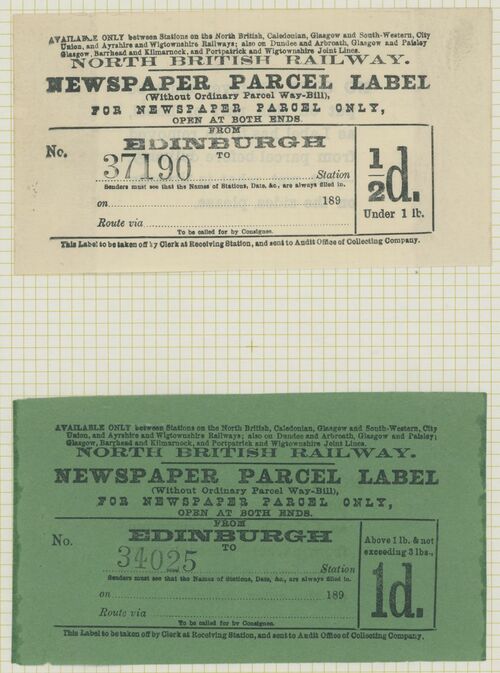 AVAILABLE ONLY between Stations on the North British, Caledonian, Glasgow and South-Western, City
Union, and Ayrshire and Wigtownshire Railways; also on Dundee and Arbroath, Glasgow and Paisley
Glasgow, Barrhead and Kilmarnock, and Portpatrick and Wigtownshire Joint Lines.
NORTH BRITISH RAILWAY.
NEWSPAPER PARCEL LABEL
(Without Ordinary Parcel Way-Bill),
FOR NEWSPAPER PARCEL ONLY,
OPEN AT BOTH ENDS.
FROM
EDINBURGH
TO
No. 37190 Station
Senders must see that the Names of Stations, Date, &c., are always filled in.
on 189
Route via
To be called for by Consignee.
1/2d.
Under 1 lb.
This Label to be taken off by Clerk at Receiving Station, and sent to Audit Office of Collecting Company.
AVAILABLE ONLY between Stations on the North British, Caledonian, Glasgow and South-Western, City
Union, and Ayrshire and Wigtownshire Railways; also on Dundee and Arbroath, Glasgow and Paisley;
Glasgow, Barrhead and Kilmarnock, and Portpatrick and Wigtownshire Joint Lines.
NORTH BRITISH RAILWAY.
NEWSPAPER PARCEL LABEL
(Without Ordinary Parcel Way-Bill),
FOR NEWSPAPER PARCEL ONLY,
OPEN AT BOTH ENDS.
FROM
EDINBURGH
TO
No. 34025 Station
Senders must see that the Names of Stations, Date, &c., are always filled in.
on 189
Route via
To be called for by Consignee.
Above 1 lb. & not
exceeding 3 lbs.,
1d.
This Label to be taken off by Clerk at Receiving Station, and sent to Audit Office of Collecting Company.